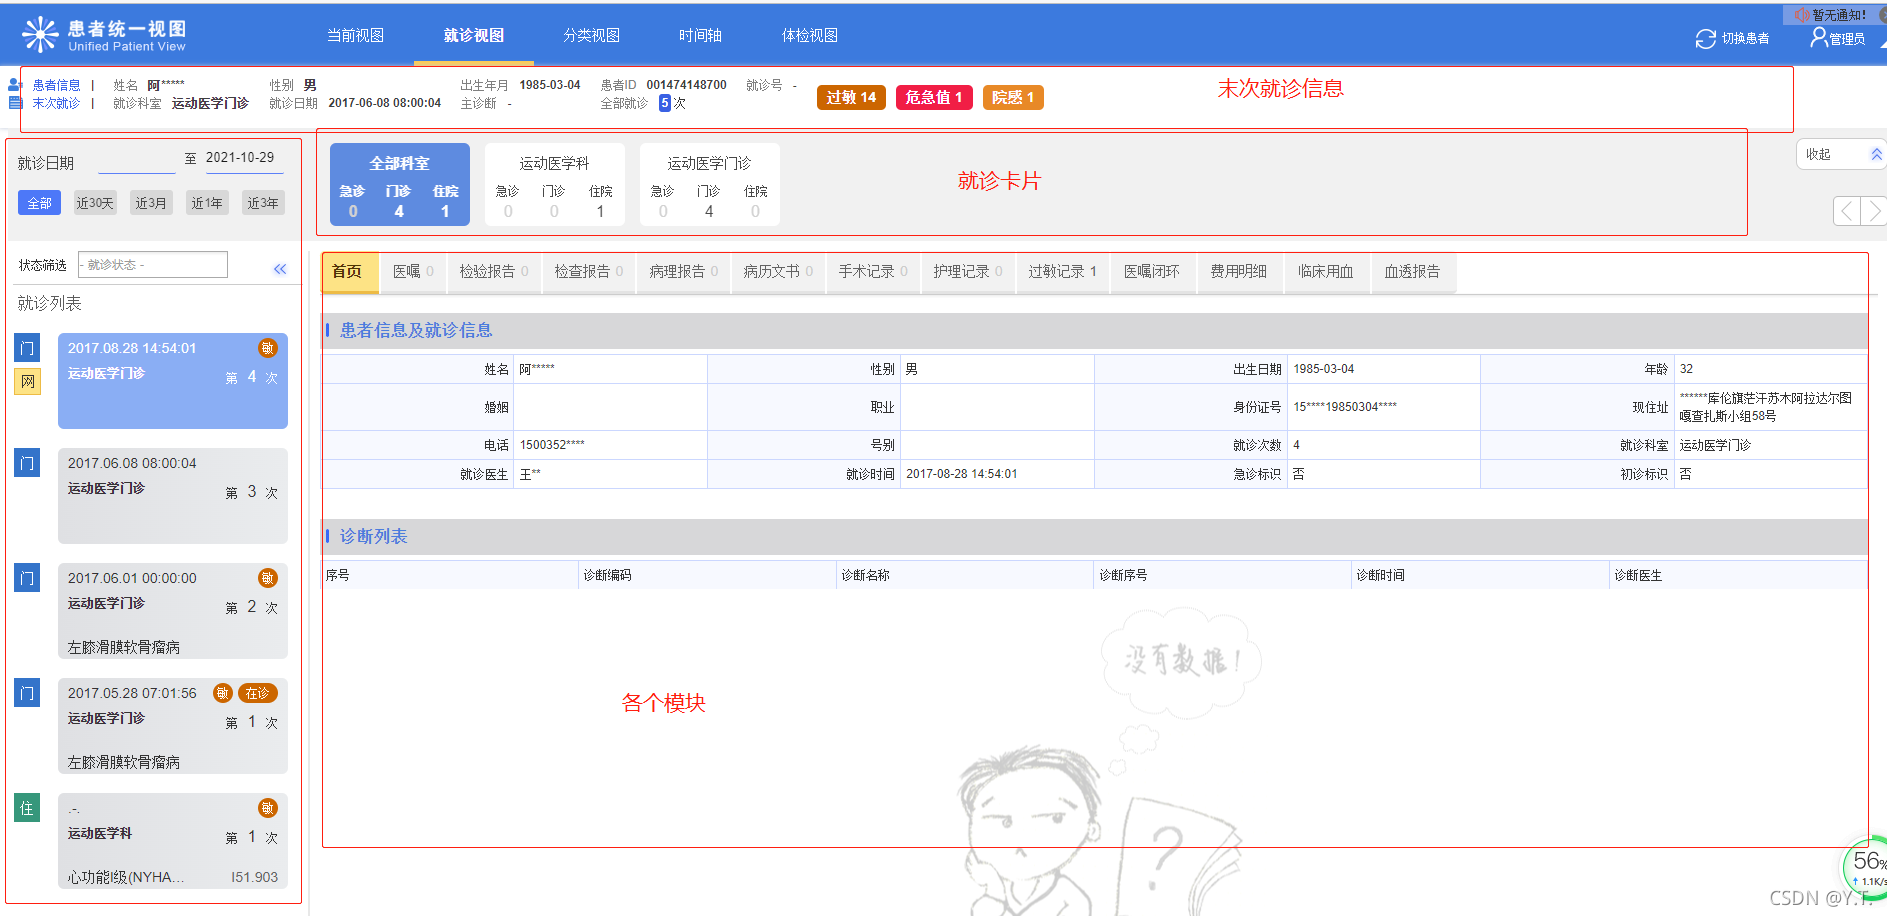 患者统一视图
Unified Patient View
当前视图 就诊视图 分类视图 时间轴 体检视图
暂无通知!
切换患者 管理员
患者信息 | 姓名 阿***** 性别 男 出生年月 1985-03-04 患者ID 001474148700 就诊号 -
末次就诊 | 就诊科室 运动医学门诊 就诊日期 2017-06-08 08:00:04 主诊断 - 全部就诊 5 次
过敏 14 危急值 1 院感 1
末次就诊信息
就诊日期 至 2021-10-29
全部 近30天 近3月 近1年 近3年
全部科室
急诊 门诊 住院
0 4 1
运动医学科
急诊 门诊 住院
0 0 1
运动医学门诊
急诊 门诊 住院
0 4 0
就诊卡片
收起
状态筛选 - 就诊状态 -
就诊列表
门
网
2017.08.28 14:54:01 敏
运动医学门诊
第 4 次
门
2017.06.08 08:00:04
运动医学门诊
第 3 次
门
2017.06.01 00:00:00 敏
运动医学门诊
第 2 次
左膝滑膜软骨瘤病
门
2017.05.28 07:01:56 敏 在诊
运动医学门诊
第 1 次
左膝滑膜软骨瘤病
住
.-. 敏
运动医学科
第 1 次
心功能I级(NYHA... I51.903
首页 医嘱 0 检验报告 0 检查报告 0 病理报告 0 病历文书 0 手术记录 0 护理记录 0 过敏记录 1 医嘱闭环 费用明细 临床用血 血透报告
患者信息及就诊信息
姓名 阿***** 性别 男 出生日期 1985-03-04 年龄 32
婚姻 职业 身份证号 15****19850304**** 现住址 ******库伦旗茫汗苏木阿拉达尔图
嘎查扎斯小组58号
电话 1500352**** 号别 就诊次数 4 就诊科室 运动医学门诊
就诊医生 王** 就诊时间 2017-08-28 14:54:01 急诊标识 否 初诊标识 否
诊断列表
序号 诊断编码 诊断名称 诊断序号 诊断时间 诊断医生
没有数据!
各个模块
?
56%
↑ 1.1K/s
CSDN @Y.T.